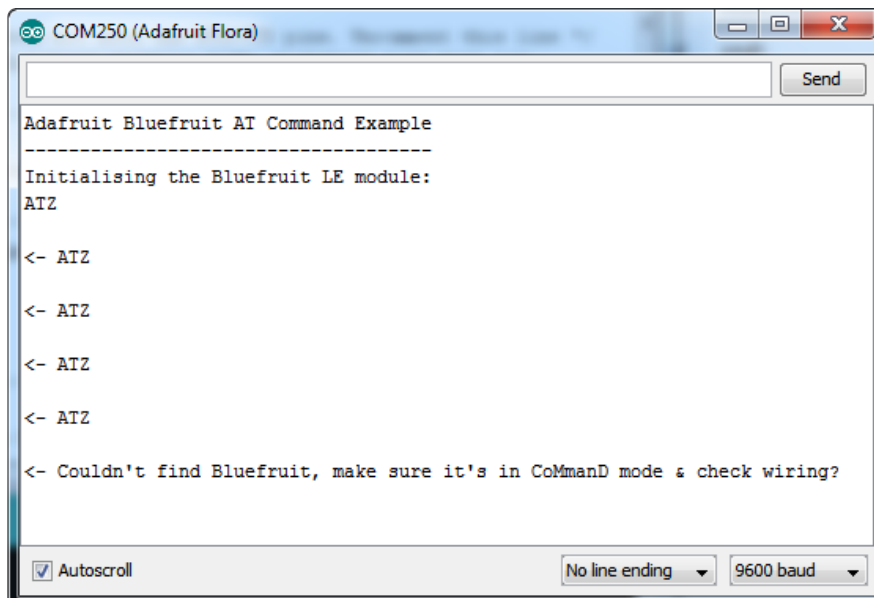 COM250 (Adafruit Flora)
Send
Adafruit Bluefruit AT Command Example
-------------------------------------
Initialising the Bluefruit LE module:
ATZ
<- ATZ
<- ATZ
<- ATZ
<- ATZ
<- Couldn't find Bluefruit, make sure it's in CoMmanD mode & check wiring?
Autoscroll
No line ending
9600 baud